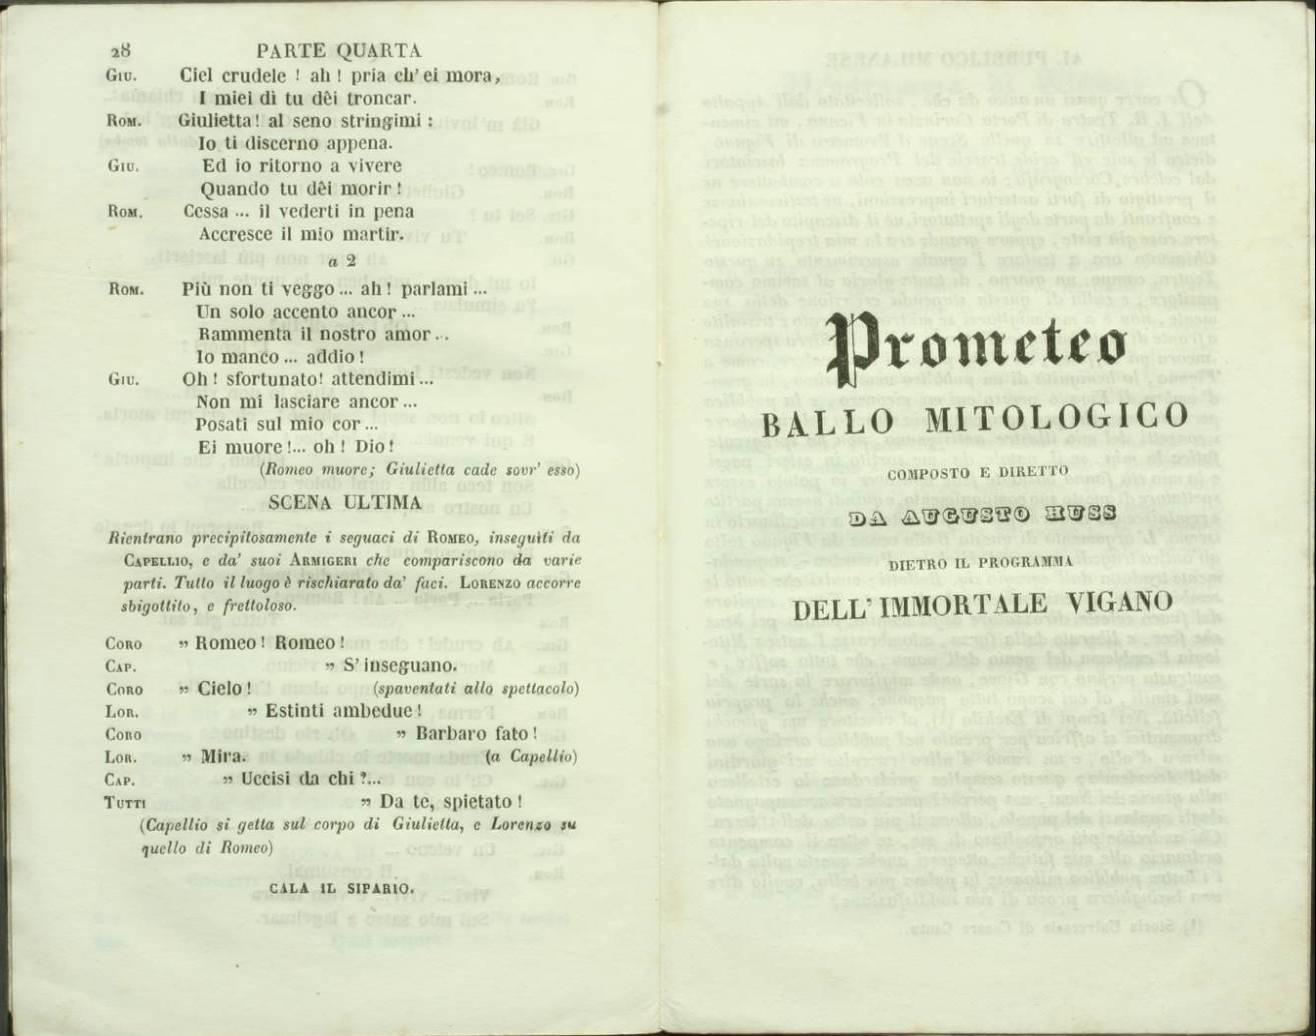 28 PARTE QUARTA
Giu. Ciel crudele ! ah ! pria ch' ei mora,
I miei dì tu dêi troncar.
Rom. Giulietta! al seno stringimi :
Io ti discerno appena.
Giu. Ed io ritorno a vivere
Quando tu dêi morir !
Rom. Cessa ... il vederti in pena
Accresce il mio martir.
a 2
Rom. Più non ti veggo ... ah ! parlami ...
Un solo accento ancor ...
Rammenta il nostro amor ...
Io manco ... addio !
Giu. Oh ! sfortunato! attendimi ...
Non mi lasciare ancor ...
Posati sul mio cor ...
Ei muore !... oh ! Dio !
(Romeo muore; Giulietta cade sovr' esso)
SCENA ULTIMA
Rientrano precipitosamente i seguaci di Romeo, inseguiti da
Capellio, e da' suoi Armigeri che compariscono da varie
parti. Tutto il luogo è rischiarato da' faci. Lorenzo accorre
sbigottito, e frettoloso.
Coro „ Romeo ! Romeo !
Cap. „ S' inseguano.
Coro „ Cielo ! (spaventati allo spettacolo)
Lor. „ Estinti ambedue !
Coro „ Barbaro fato !
Lor. „ Mira. (a Capellio)
Cap. „ Uccisi da chi ?...
Tutti „ Da te, spietato !
(Capellio si getta sul corpo di Giulietta, e Lorenzo su
quello di Romeo)
CALA IL SIPARIO.
Prometeo
BALLO MITOLOGICO
COMPOSTO E DIRETTO
DA AUGUSTO HUSS
DIETRO IL PROGRAMMA
DELL' IMMORTALE VIGANO